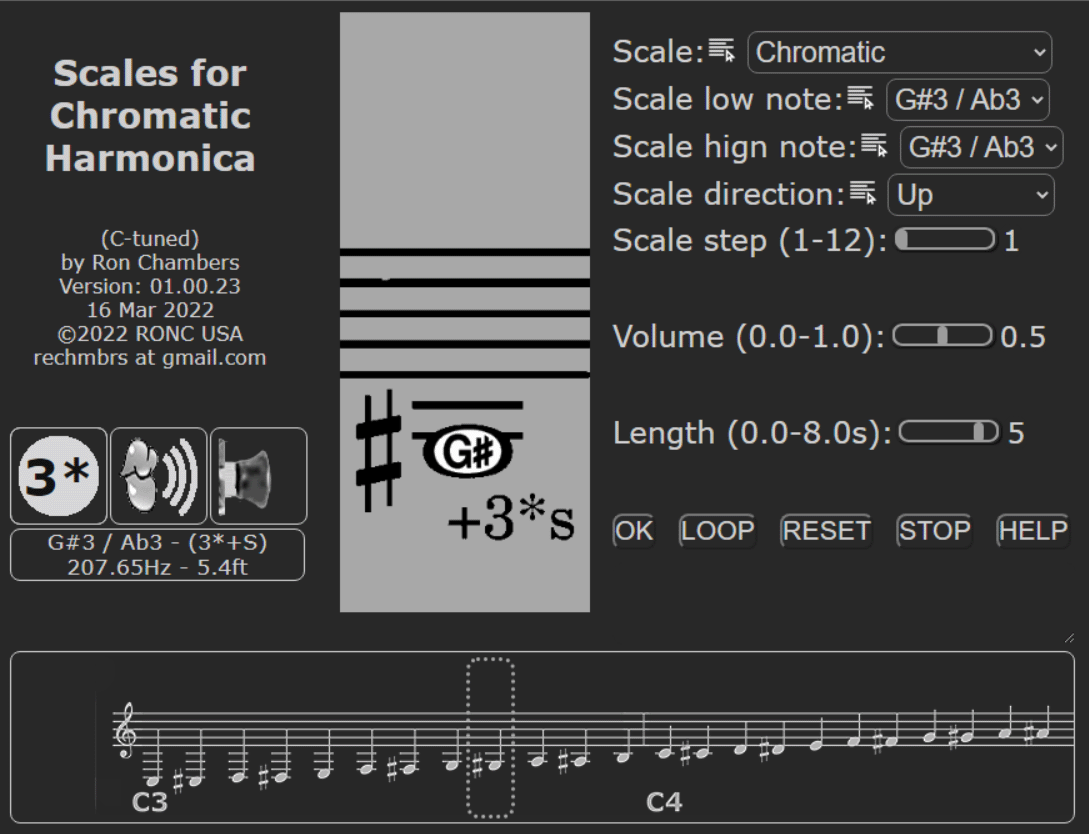 Scales for
Chromatic
Harmonica
(C-tuned)
by Ron Chambers
Version: 01.00.23
16 Mar 2022
©2022 RONC USA
rechmbrs at gmail.com
3*
G#3 / Ab3 - (3*+S)
207.65Hz - 5.4ft
G#
+3*s
Scale: Chromatic
Scale low note: G#3 / Ab3
Scale hign note: G#3 / Ab3
Scale direction: Up
Scale step (1-12): 1
Volume (0.0-1.0): 0.5
Length (0.0-8.0s): 5
OK LOOP RESET STOP HELP
C3 C4